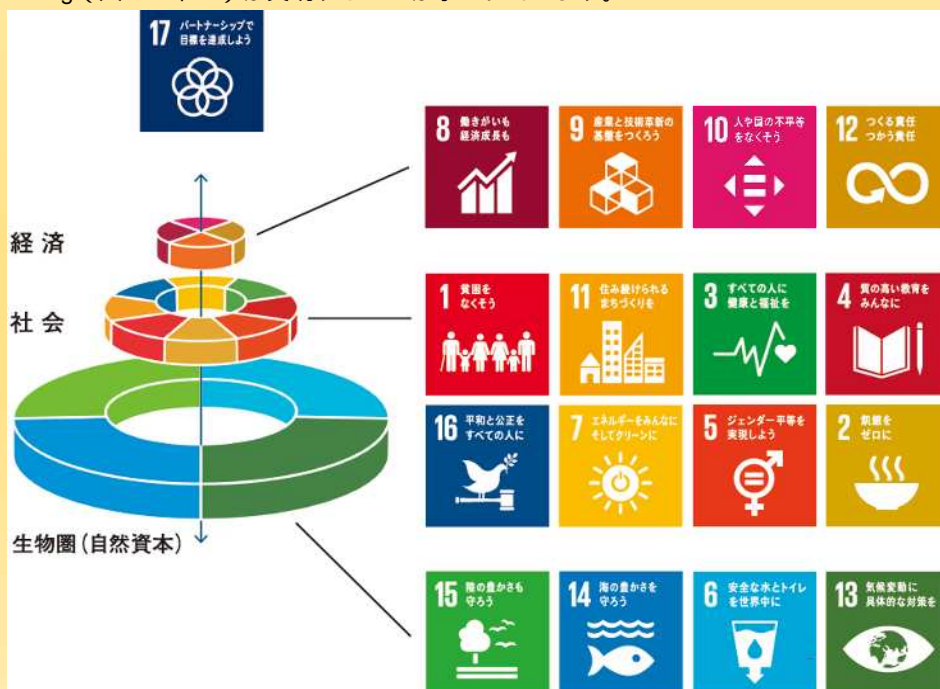 17 パートナーシップで
目標を達成しよう
8 働きがいも
経済成長も
9 産業と技術革新の
基盤をつくろう
10 人や国の不平等
をなくそう
12 つくる責任
つかう責任
経済
1 貧困を
なくそう
11 住み続けられる
まちづくりを
3 すべての人に
健康と福祉を
4 質の高い教育を
みんなに
社会
16 平和と公正を
すべての人に
7 エネルギーをみんなに
そしてクリーンに
5 ジェンダー平等を
実現しよう
2 飢餓を
ゼロに
生物圏(自然資本)
15 陸の豊かさも
守ろう
14 海の豊かさを
守ろう
6 安全な水とトイレ
を世界中に
13 気候変動に
具体的な対策を